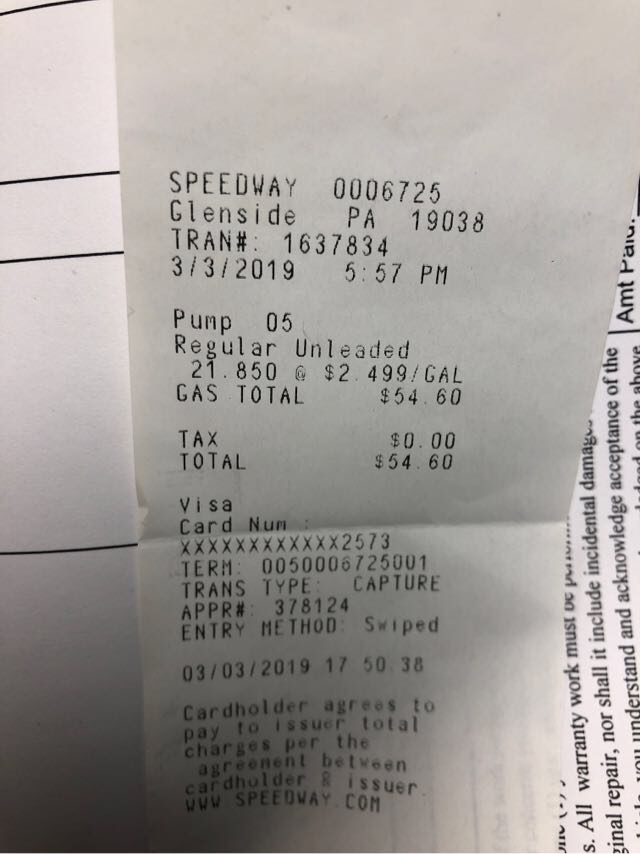 SPEEDWAY 0006725
Glenside PA 19038
TRAN#: 1637834
3/3/2019 5:57 PM
Pump 05
Regular Unleaded
21.850 @ $2.499/GAL
GAS TOTAL $54.60
TAX $0.00
TOTAL $54.60
Visa
Card Num :
XXXXXXXXXXXX2573
TERM: 0050006725001
TRANS TYPE: CAPTURE
APPR#: 378124
ENTRY METHOD: Swiped
03/03/2019 17 50 38
Cardholder agrees to
pay to issuer total
charges per the
agreement between
cardholder & issuer.
WWW SPEEDWAY.COM
Amt Paid:
s. All warranty work must be
ginal repair, nor shall it include incidental damages
you understand and acknowledge acceptance of the
on the above